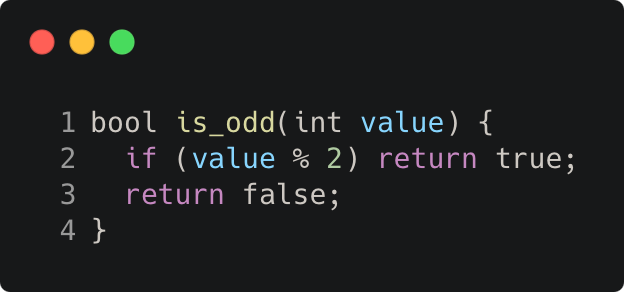 1 bool is_odd(int value) {
2   if (value % 2) return true;
3   return false;
4 }